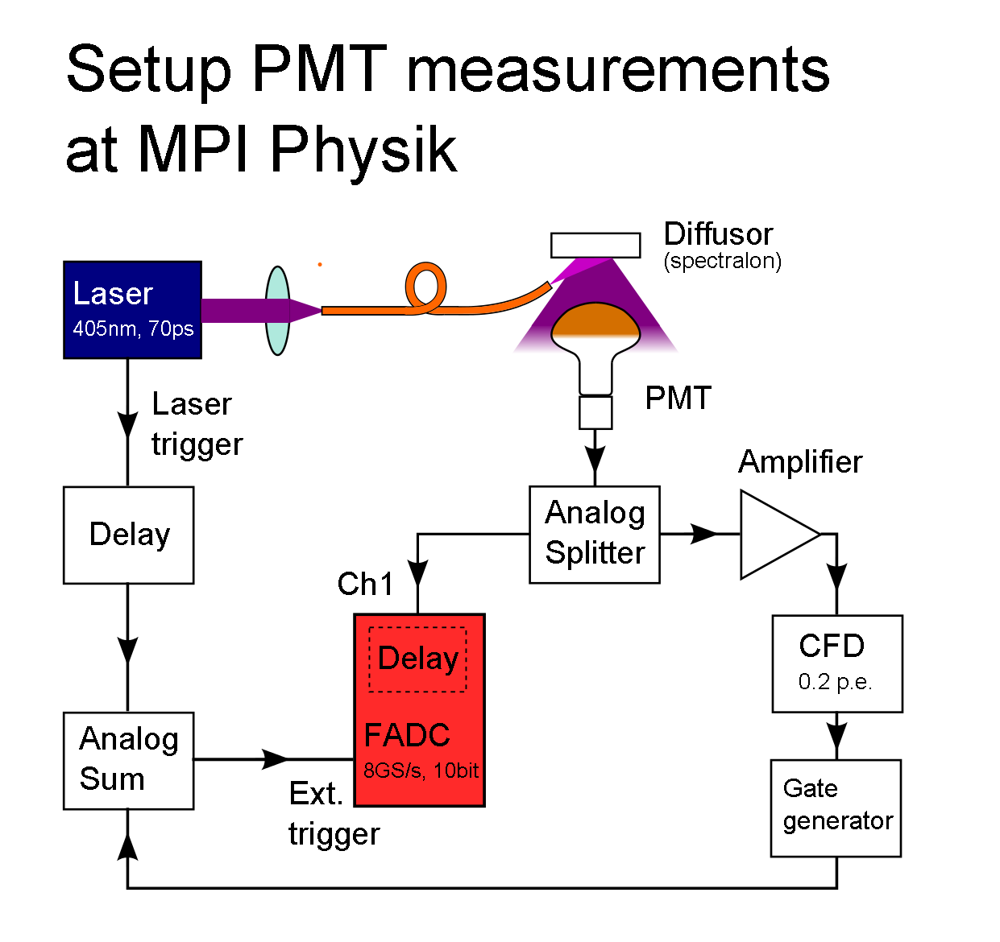 Setup PMT measurements
at MPI Physik
Diffusor
(spectralon)
Laser
405nm, 70ps
Laser
trigger
PMT
Amplifier
Delay
Analog
Splitter
Ch1
Delay
CFD
0.2 p.e.
FADC
8GS/s, 10bit
Analog
Sum
Ext.
trigger
Gate
generator